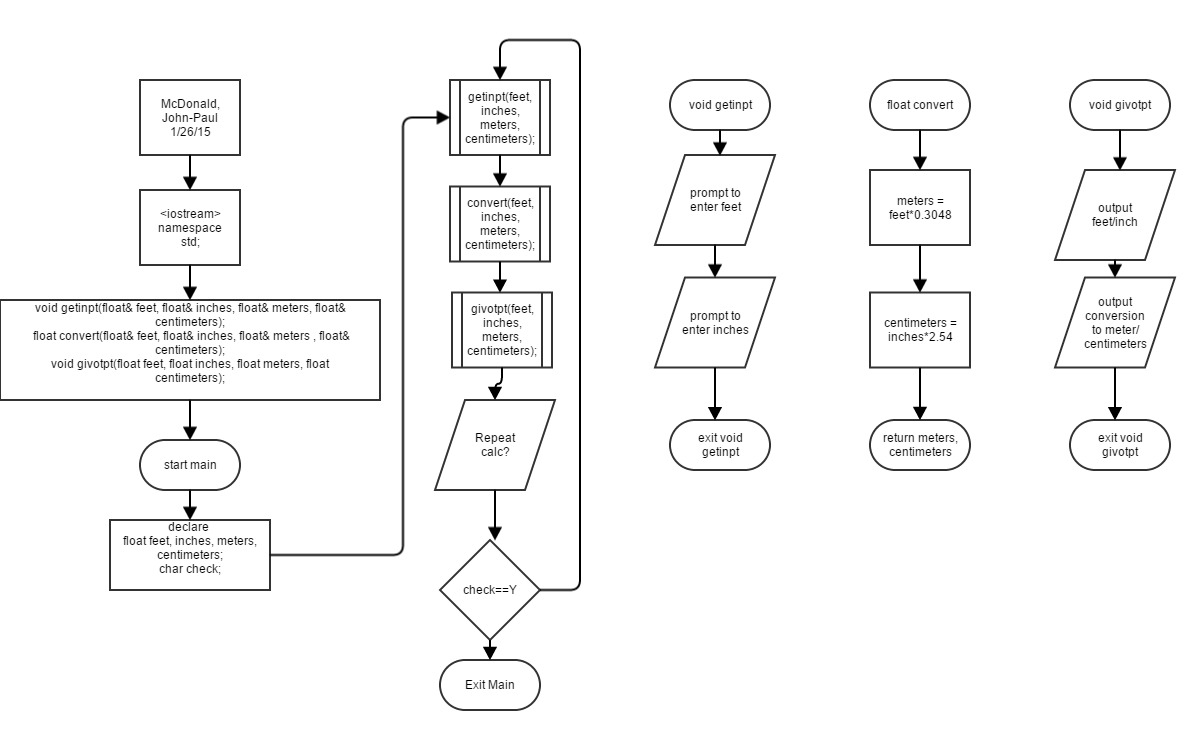 McDonald,
John-Paul
1/26/15
<iostream>
namespace
std;
void getinpt(float& feet, float& inches, float& meters, float&
centimeters);
float convert(float& feet, float& inches, float& meters , float&
centimeters);
void givotpt(float feet, float inches, float meters, float
centimeters);
start main
declare
float feet, inches, meters,
centimeters;
char check;
getinpt(feet,
inches,
meters,
centimeters);
convert(feet,
inches,
meters,
centimeters);
givotpt(feet,
inches,
meters,
centimeters);
Repeat
calc?
check==Y
Exit Main
void getinpt
prompt to
enter feet
prompt to
enter inches
exit void
getinpt
float convert
meters =
feet*0.3048
centimeters =
inches*2.54
return meters,
centimeters
void givotpt
output
feet/inch
output
conversion
to meter/
centimeters
exit void
givotpt